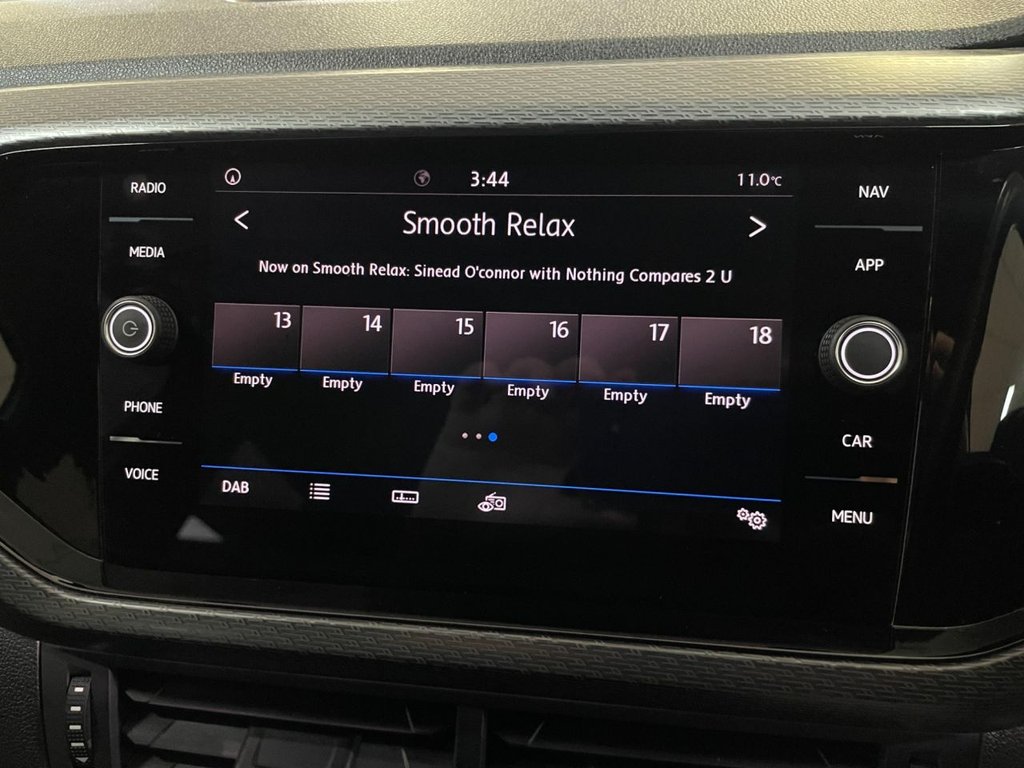 RADIO
MEDIA
PHONE
VOICE
3:44
11.0°C
Smooth Relax
Now on Smooth Relax: Sinead O'connor with Nothing Compares 2 U
13 14 15 16 17 18
Empty Empty Empty Empty Empty Empty
DAB
NAV
APP
CAR
MENU